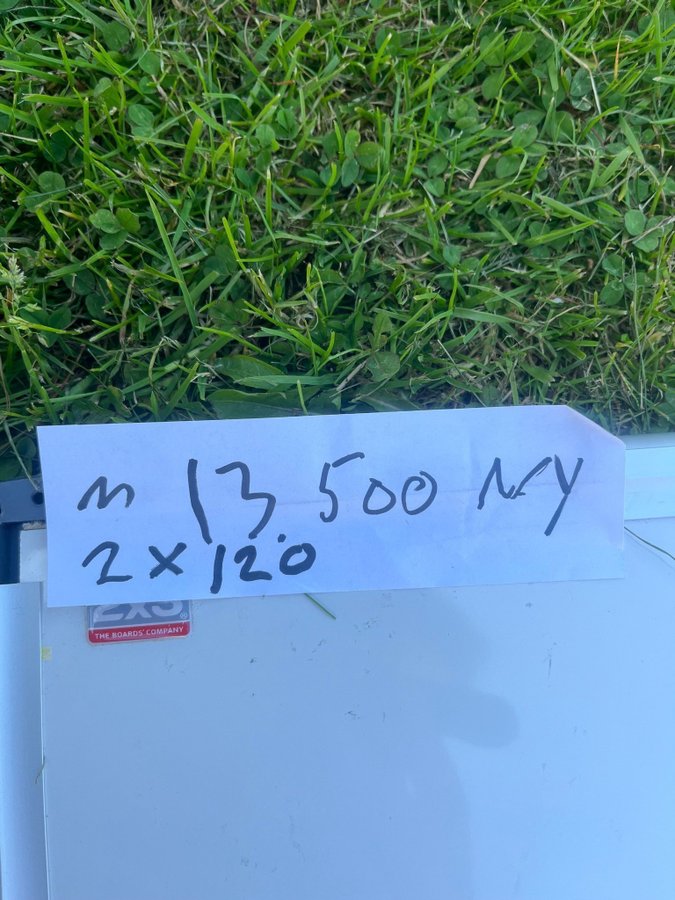 m 13.500 NY
2x120
2x3®
THE BOARDS' COMPANY